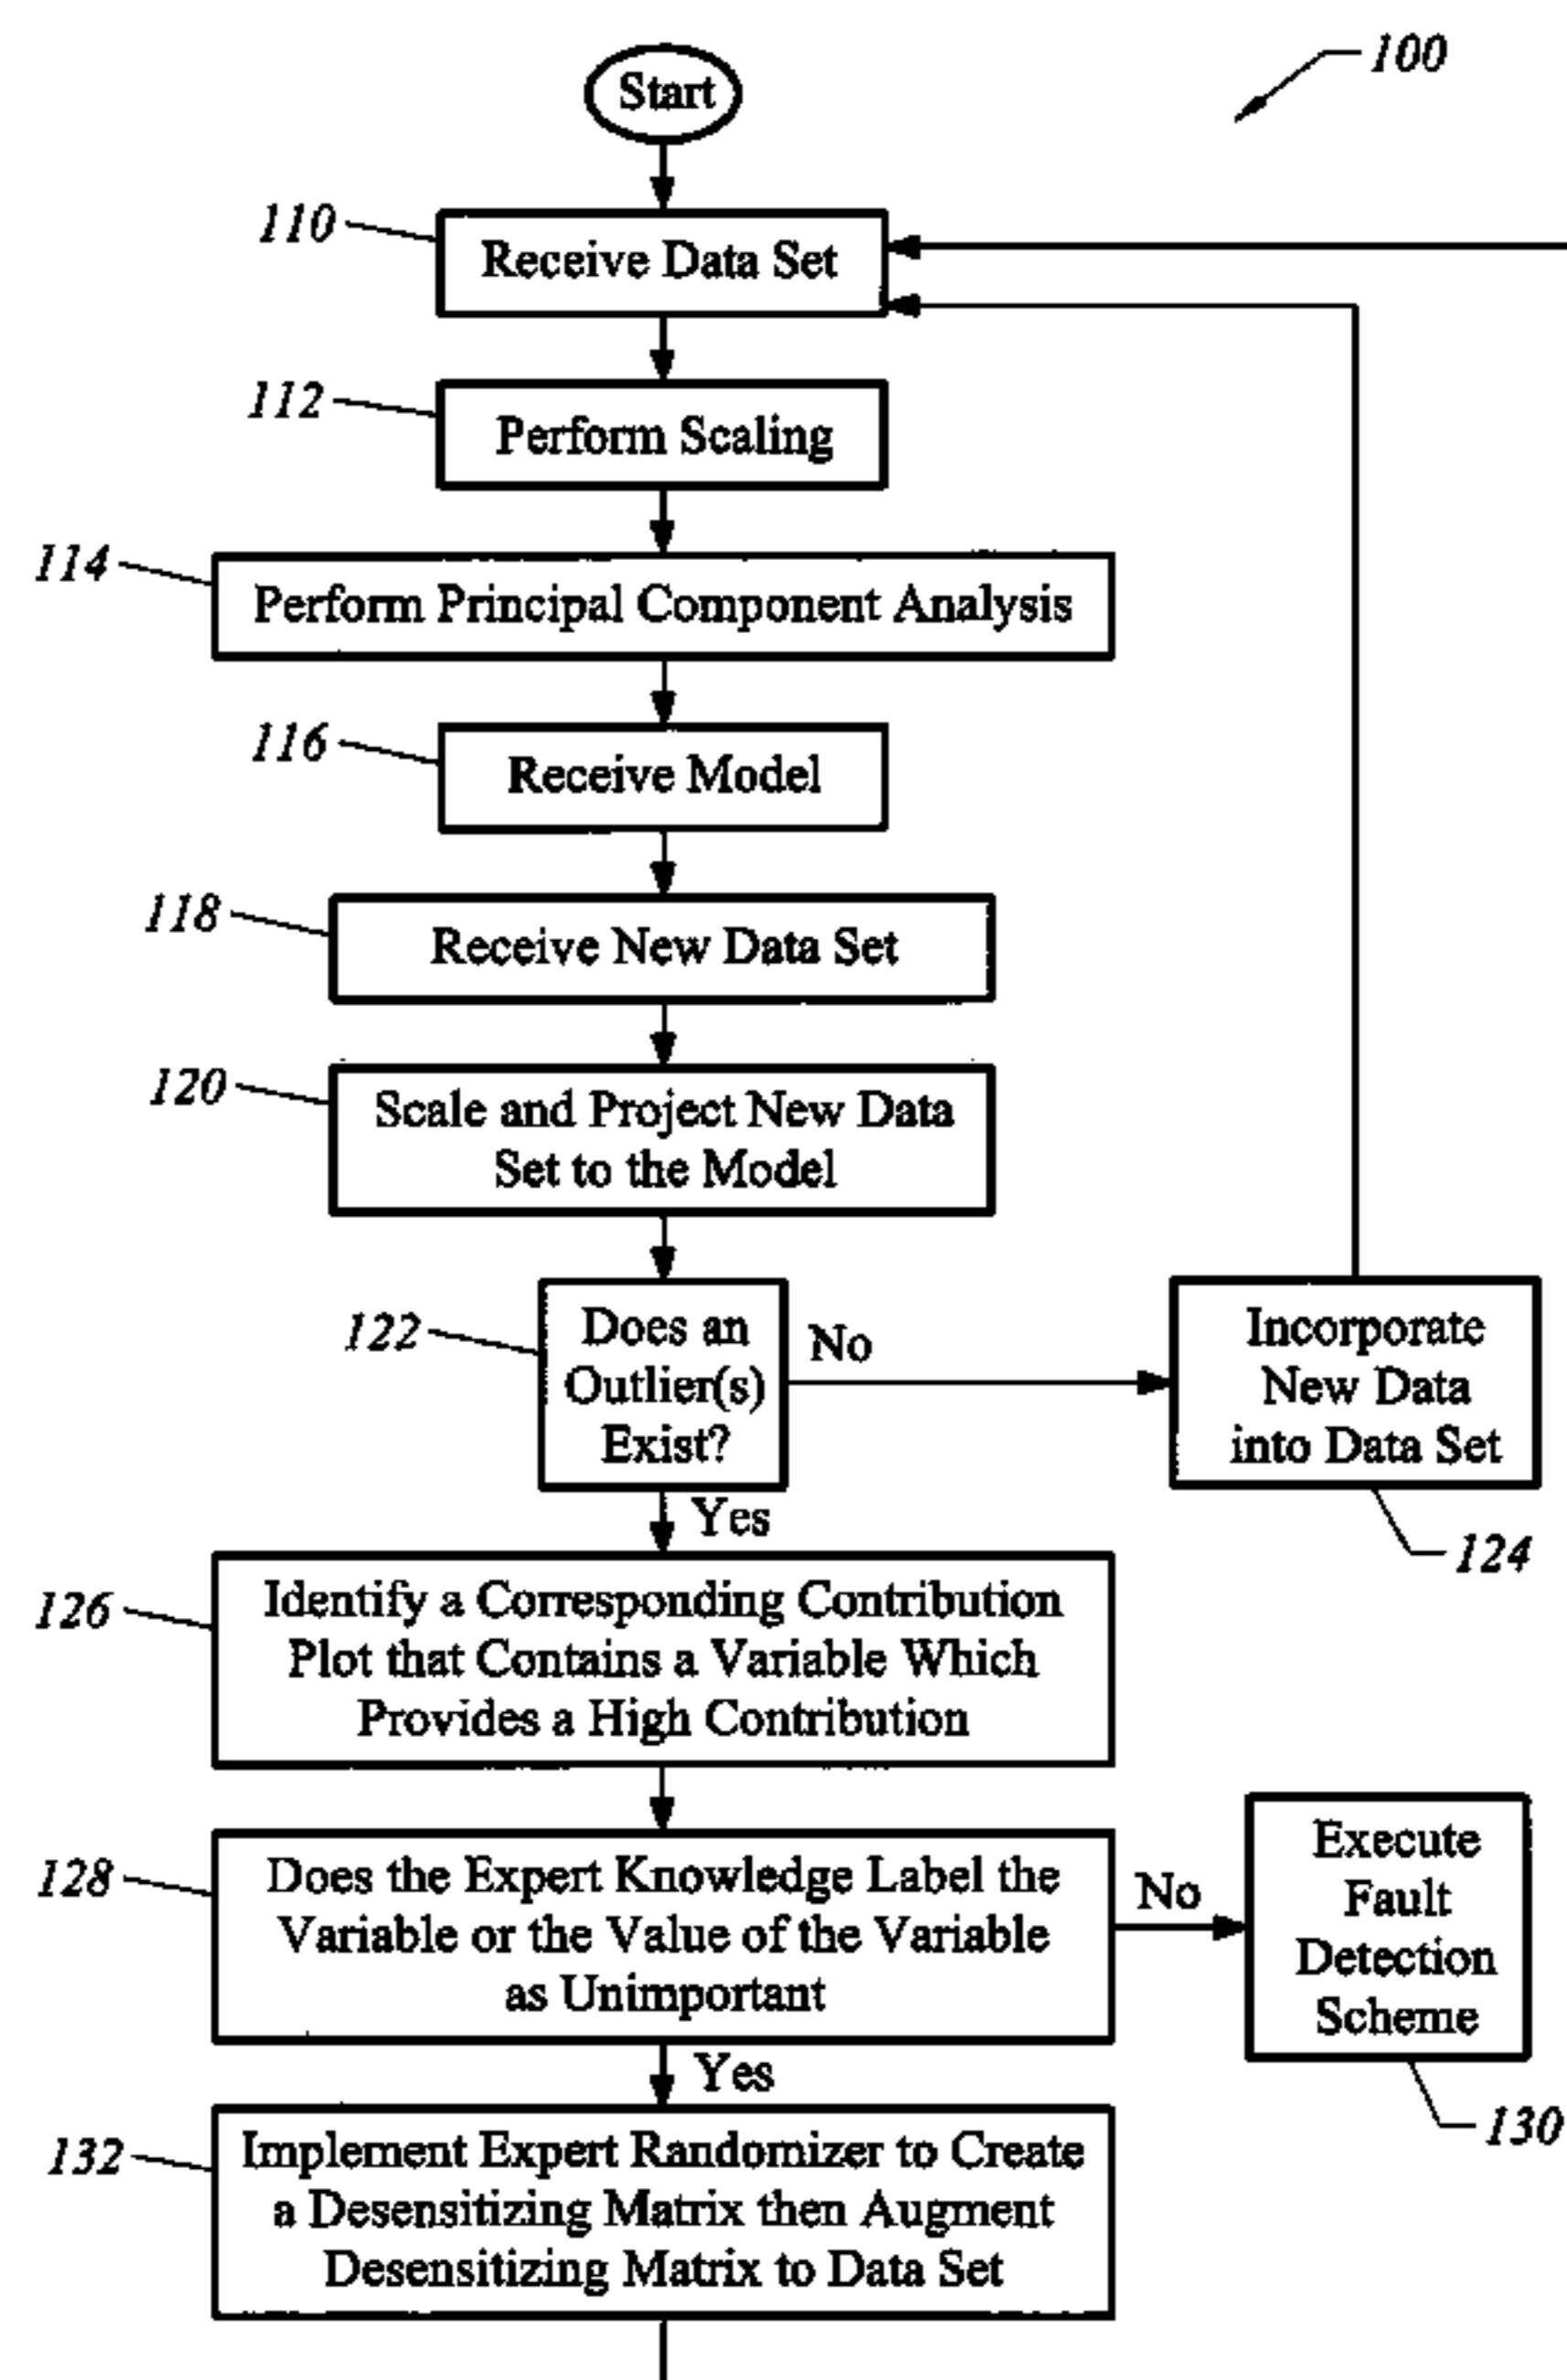 Start
100
110
Receive Data Set
112
Perform Scaling
114
Perform Principal Component Analysis
116
Receive Model
118
Receive New Data Set
120
Scale and Project New Data
Set to the Model
122
Does an
Outlier(s)
Exist?
No
Incorporate
New Data
into Data Set
124
Yes
126
Identify a Corresponding Contribution
Plot that Contains a Variable Which
Provides a High Contribution
128
Does the Expert Knowledge Label the
Variable or the Value of the Variable
as Unimportant
No
Execute
Fault
Detection
Scheme
130
Yes
132
Implement Expert Randomizer to Create
a Desensitizing Matrix then Augment
Desensitizing Matrix to Data Set